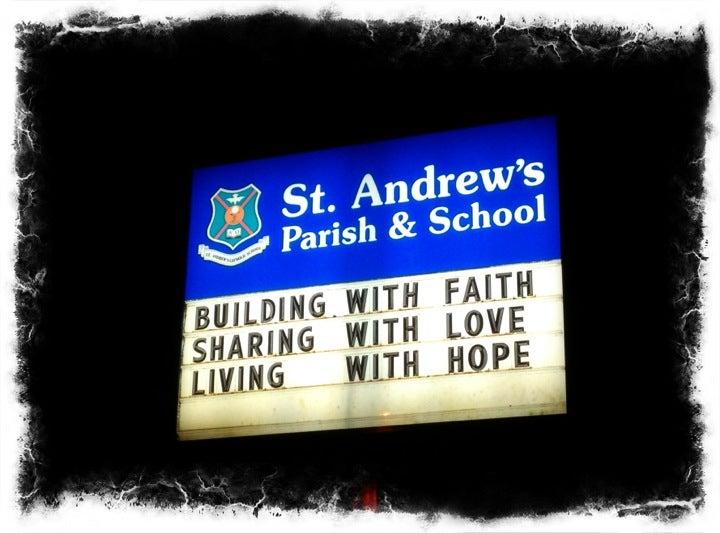 St. Andrew's
Parish & School
BUILDING WITH FAITH
SHARING WITH LOVE
LIVING WITH HOPE